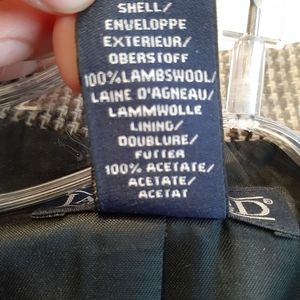 SHELL/
ENVELOPPE
EXTERIEUR/
OBERSTOFF
100%LAMBSWOOL/
LAINE D'AGNEAU/
LAMMWOLLE
LINING/
DOUBLURE/
FUTTER
100% ACETATE/
ACETATE/
ACETAT